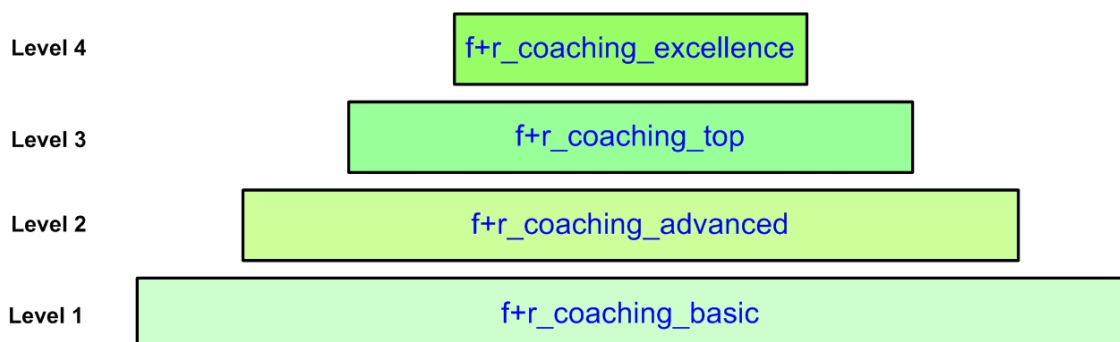 Level 4
f+r_coaching_excellence
Level 3
f+r_coaching_top
Level 2
f+r_coaching_advanced
Level 1
f+r_coaching_basic